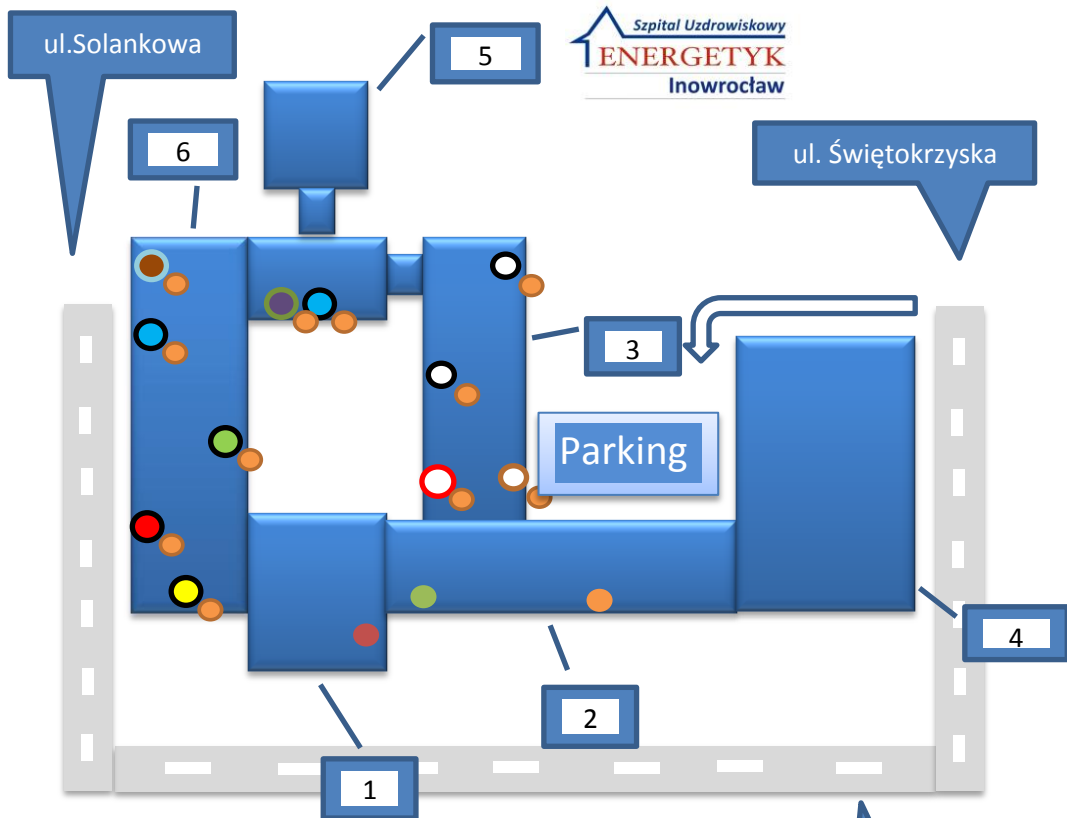 ul.Solankowa
5
Szpital Uzdrowiskowy
ENERGETYK
Inowrocław
6
ul. Świętokrzyska
3
Parking
4
2
1